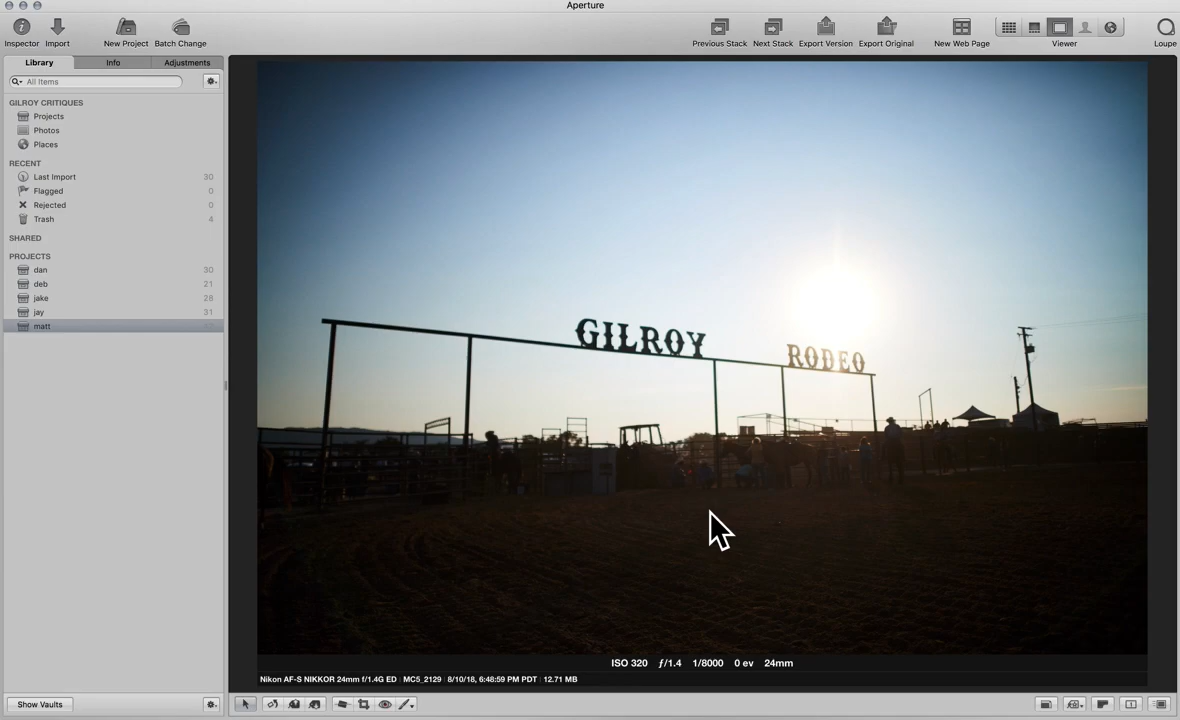 Aperture
Inspector
Import
New Project
Batch Change
Previous Stack
Next Stack
Export Version
Export Original
New Web Page
Viewer
Loupe
Library
Info
Adjustments
All Items
GILROY CRITIQUES
Projects
Photos
Places
RECENT
Last Import 30
Flagged 0
Rejected 0
Trash 4
SHARED
PROJECTS
dan 30
deb 21
jake 28
jay 31
matt
GILROY
RODEO
ISO 320 ƒ/1.4 1/8000 0 ev 24mm
Nikon AF-S NIKKOR 24mm f/1.4G ED MC5_2129 8/10/18, 6:48:59 PM PDT 12.71 MB
Show Vaults